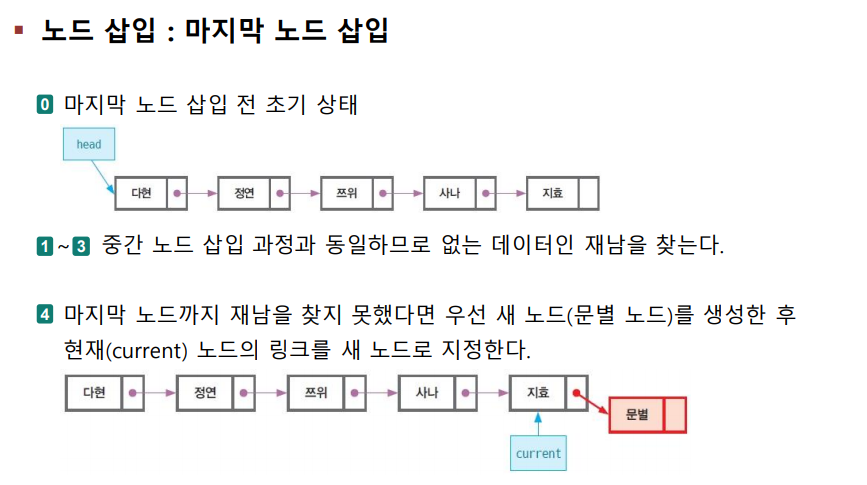 노드 삽입 : 마지막 노드 삽입
0 마지막 노드 삽입 전 초기 상태
head
다현 정연 쯔위 사나 지효
1 ~ 3 중간 노드 삽입 과정과 동일하므로 없는 데이터인 재남을 찾는다.
4 마지막 노드까지 재남을 찾지 못했다면 우선 새 노드(문별 노드)를 생성한 후
현재(current) 노드의 링크를 새 노드로 지정한다.
다현 정연 쯔위 사나 지효
문별
current